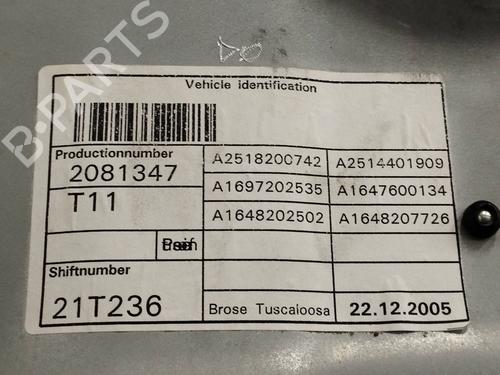 Vehicle identification
Productionnumber
2081347
T11
Shiftnumber
21T236
A2518200742 A2514401909
A1697202535 A1647600134
A1648202502 A1648207726
Brose Tuscaloosa 22.12.2005
B-PARTS